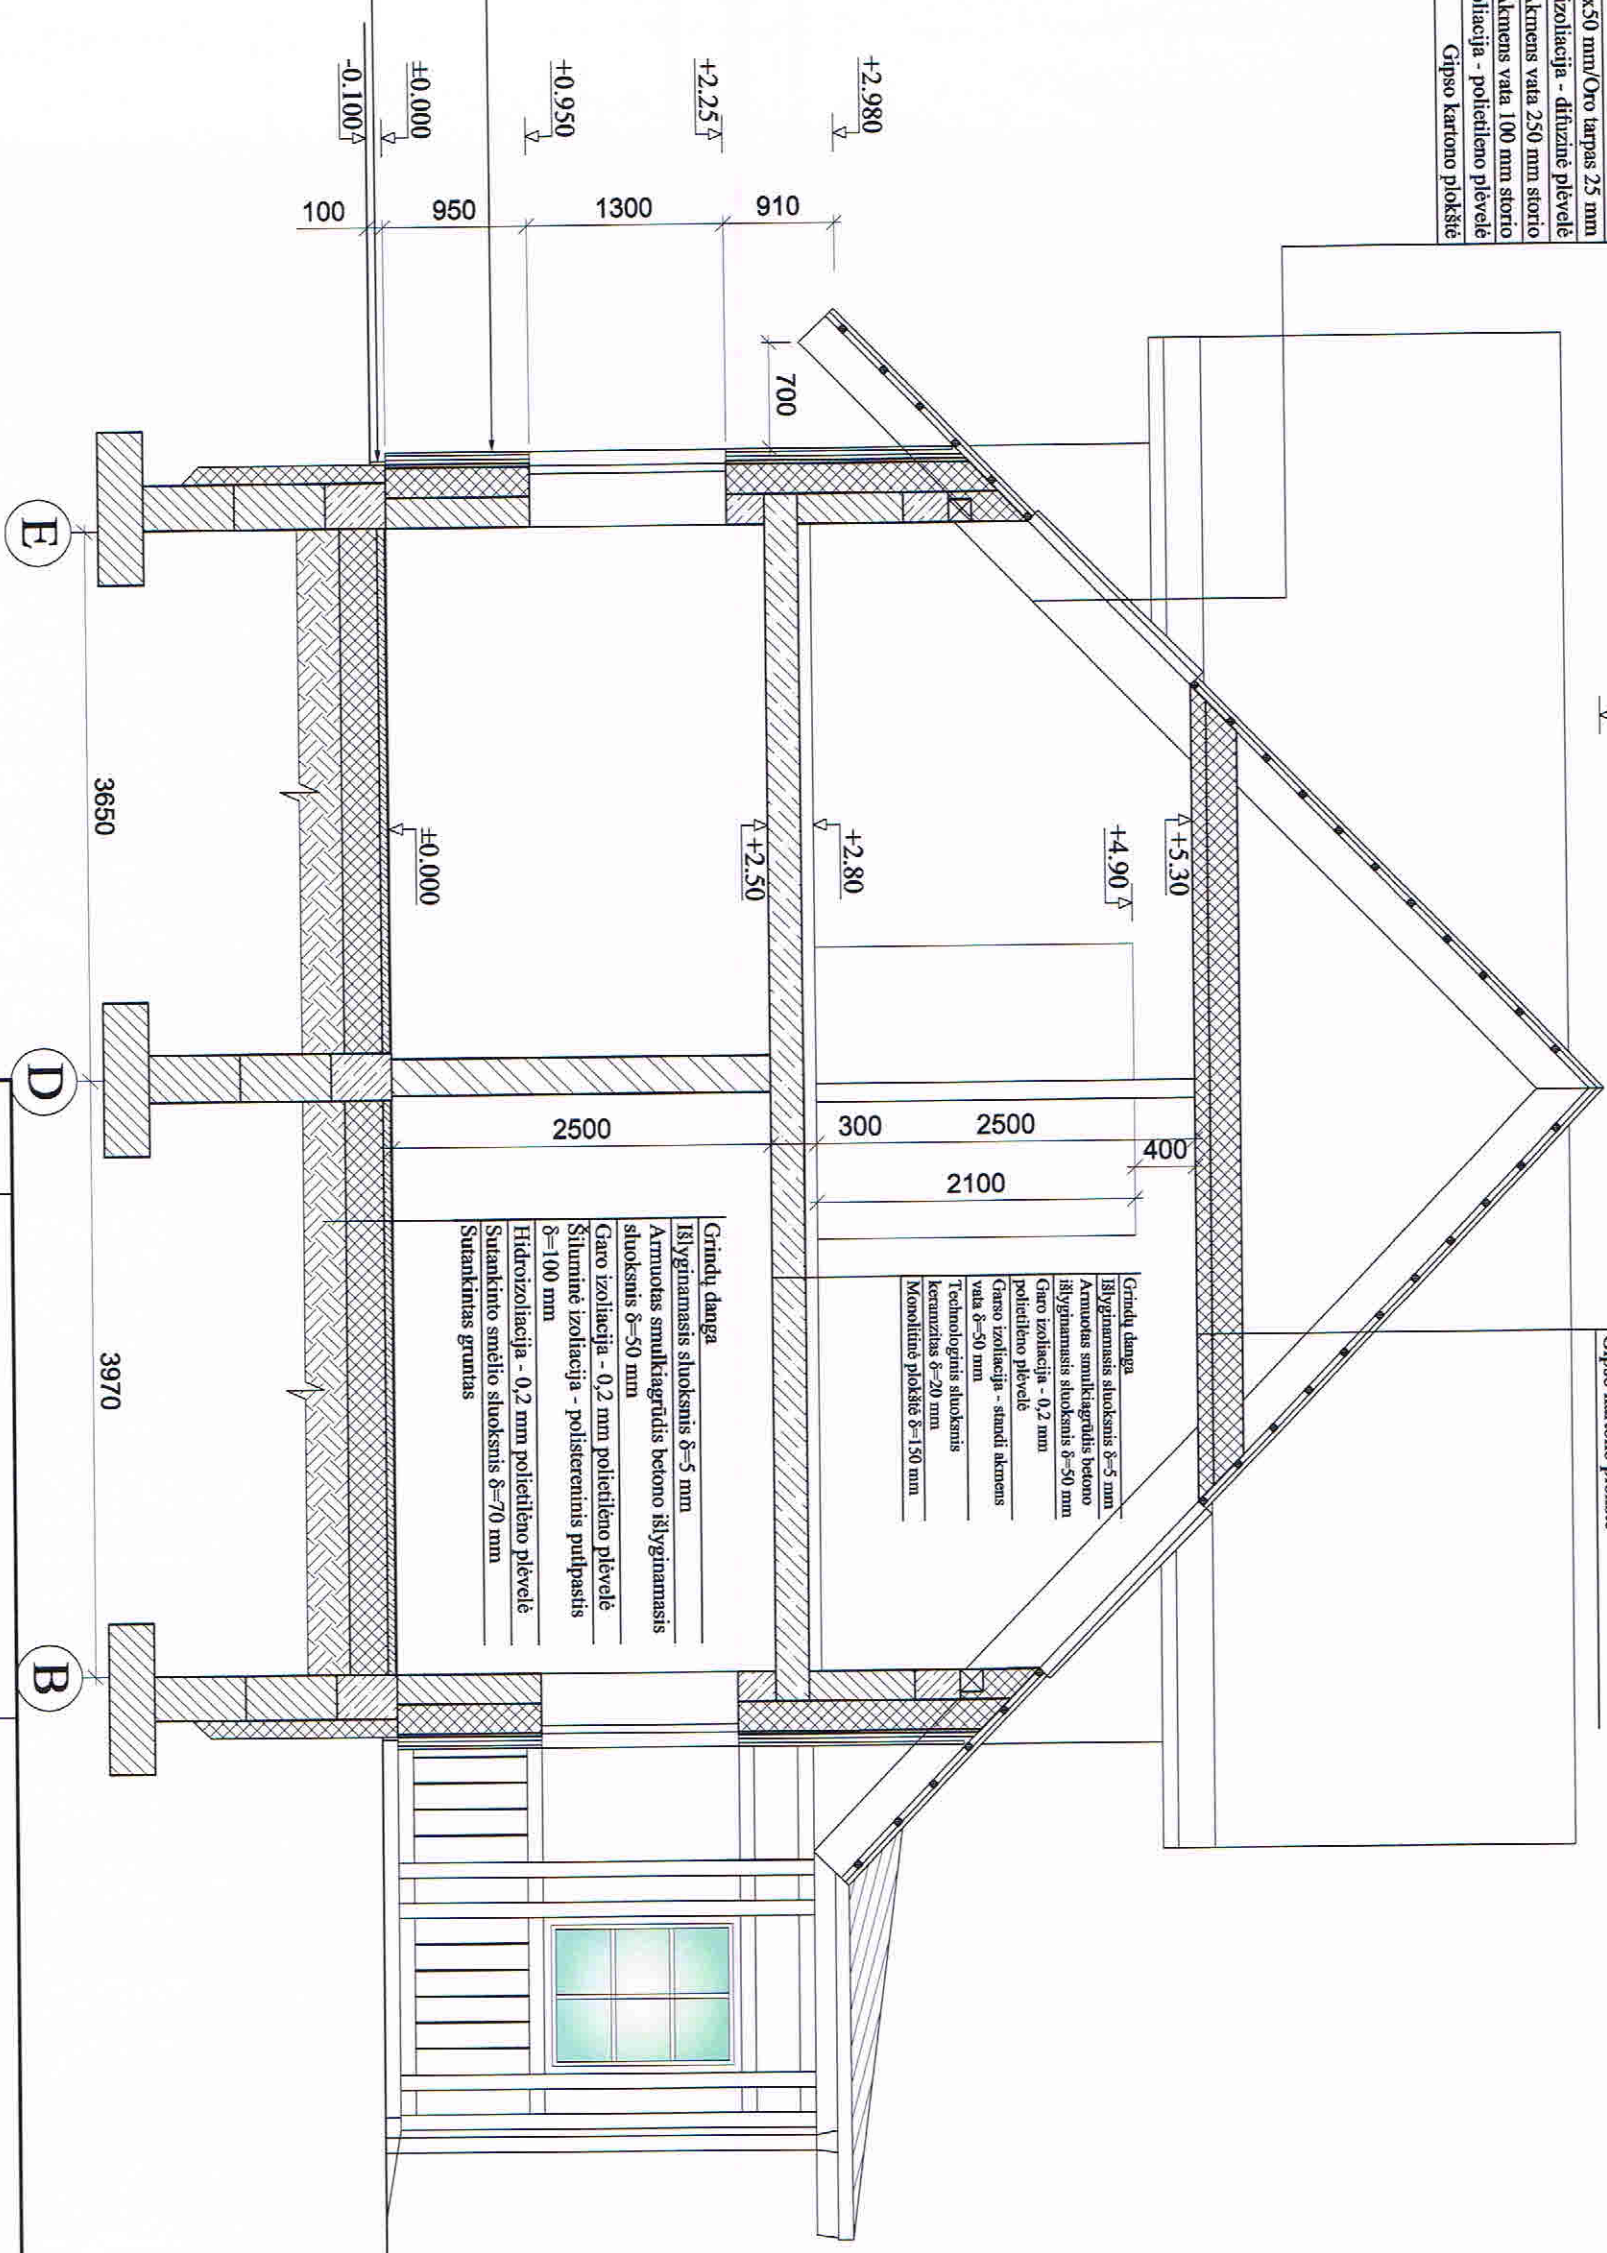 x50 mm/Oro tarpas 25 mm
izoliacija - difuzinė plėvelė
Akmens vata 250 mm storio
Akmens vata 100 mm storio
oliacija - polietileno plėvelė
Gipso kartono plokštė
+2.980
+2.25
+0.950
±0.000
-0.100
100
950
1300
910
700
+5.30
+4.90
+2.80
+2.50
±0.000
2500
300
2500
400
2100
Grindų danga
Išlyginamasis sluoksnis δ=5 mm
Armuotas smulkiagrūdis betono
išlyginamasis sluoksnis δ=50 mm
Garo izoliacija - 0,2 mm
polietilėno plėvelė
Garso izoliacija - standi akmens
vata δ=50 mm
Technologinis sluoksnis
keramzitas δ=20 mm
Monolitinė plokštė δ=150 mm
Grindų danga
Išlyginamasis sluoksnis δ=5 mm
Armuotas smulkiagrūdis betono išlyginamasis
sluoksnis δ=50 mm
Garo izoliacija - 0,2 mm polietilėno plėvelė
Šiluminė izoliacija - polistereninis putlpastis
δ=100 mm
Hidroizoliacija - 0,2 mm polietilėno plėvelė
Sutankinto smėlio sluoksnis δ=70 mm
Sutankintas gruntas
3650
3970
E
D
B